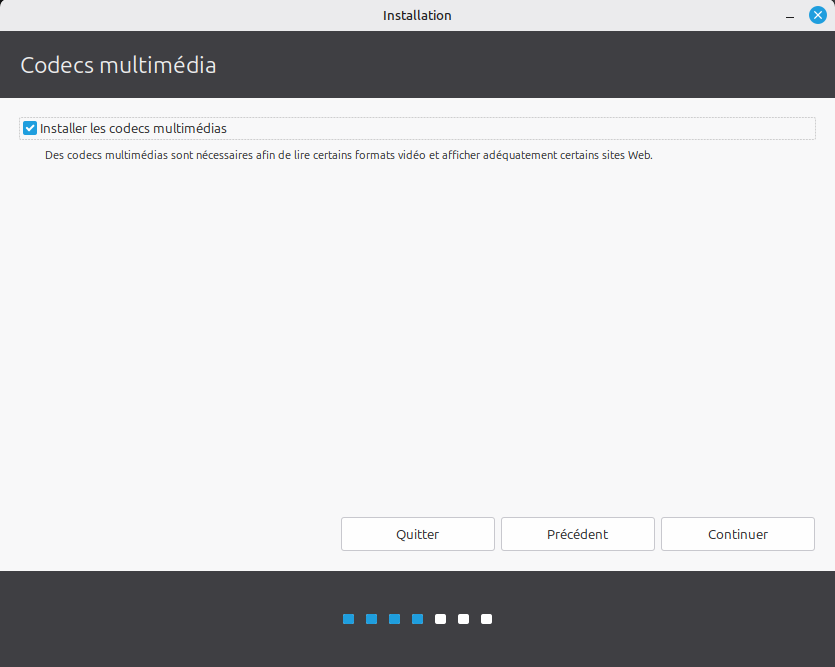 Installation
Codecs multimédia
Installer les codecs multimédias
Des codecs multimédias sont nécessaires afin de lire certains formats vidéo et afficher adéquatement certains sites Web.
Quitter
Précédent
Continuer